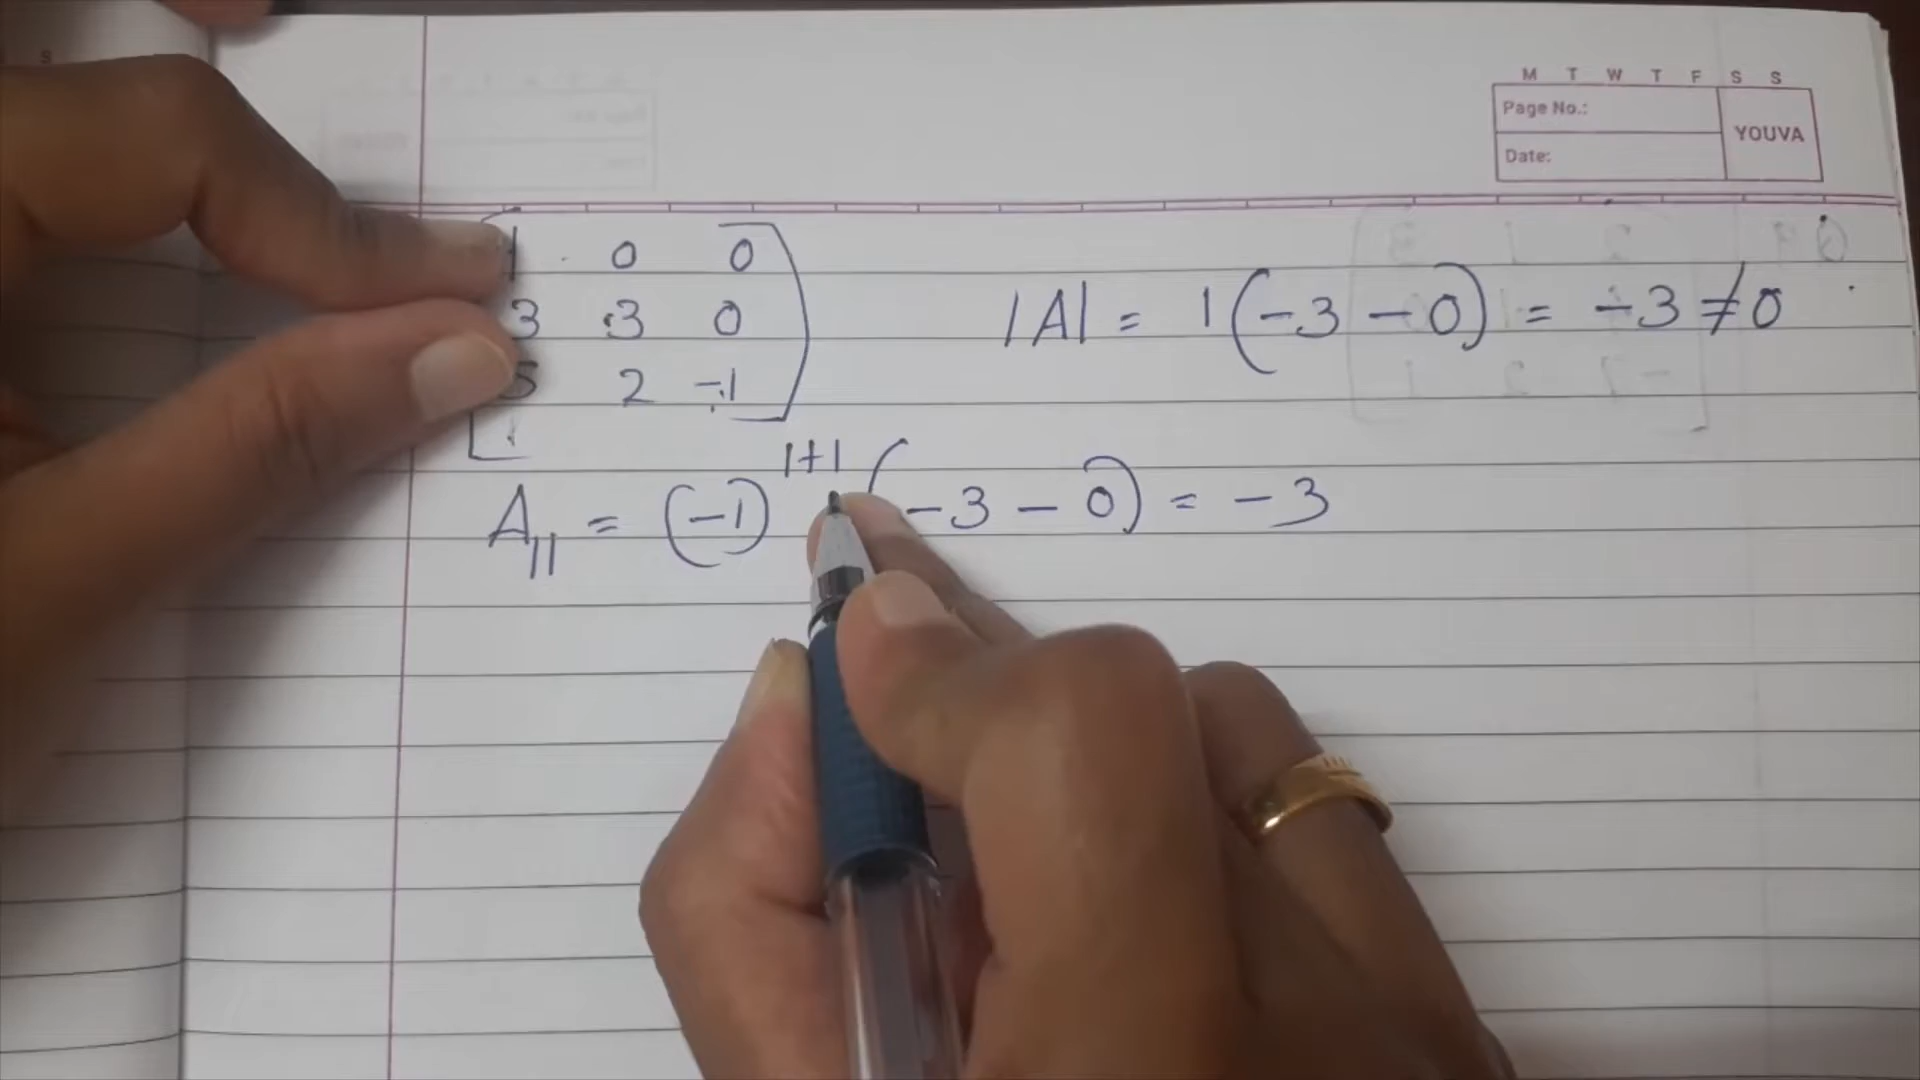 M T W T F S S
Page No.:
YOUVA
Date:
1 0 0
3 3 0
5 2 -1
|A| = 1(-3 - 0) = -3 ≠ 0
A₁₁ = (-1)¹⁺¹ (-3 - 0) = -3